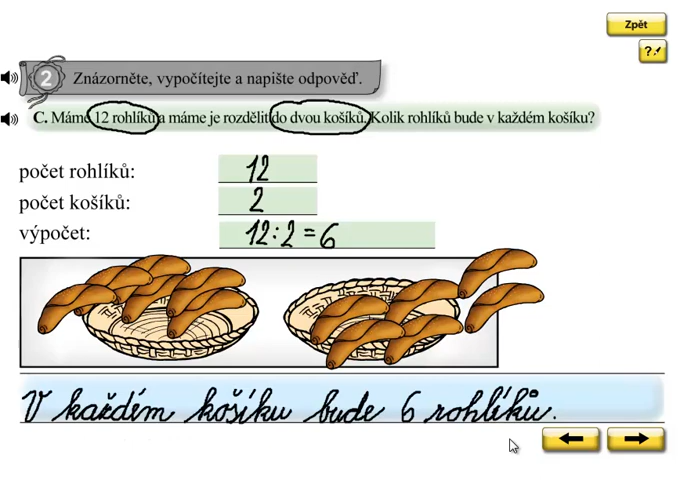 Zpět
?
2 Znázorněte, vypočítejte a napište odpověď.
C. Máme 12 rohlíků a máme je rozdělit do dvou košíků. Kolik rohlíků bude v každém košíku?
počet rohlíků: 12
počet košíků: 2
výpočet: 12:2=6
V každém košíku bude 6 rohlíků.